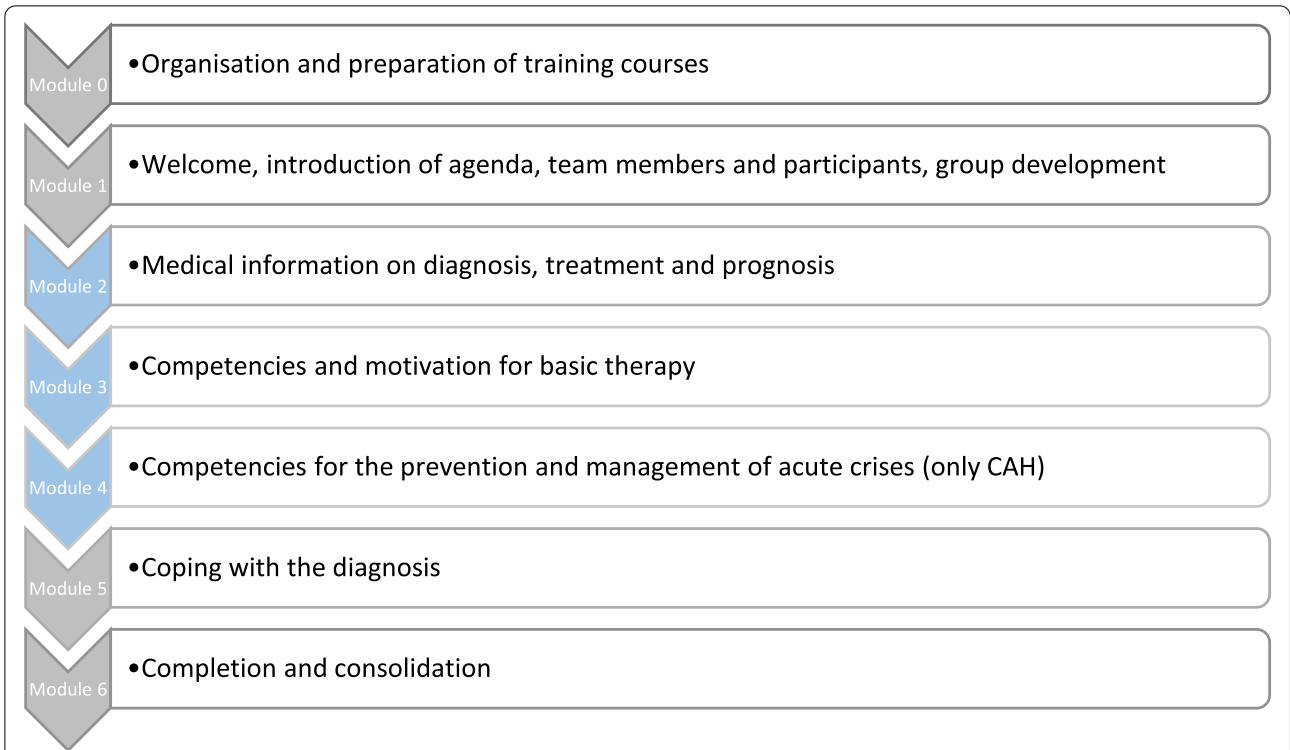 Module 0
•Organisation and preparation of training courses
Module 1
•Welcome, introduction of agenda, team members and participants, group development
Module 2
•Medical information on diagnosis, treatment and prognosis
Module 3
•Competencies and motivation for basic therapy
Module 4
•Competencies for the prevention and management of acute crises (only CAH)
Module 5
•Coping with the diagnosis
Module 6
•Completion and consolidation